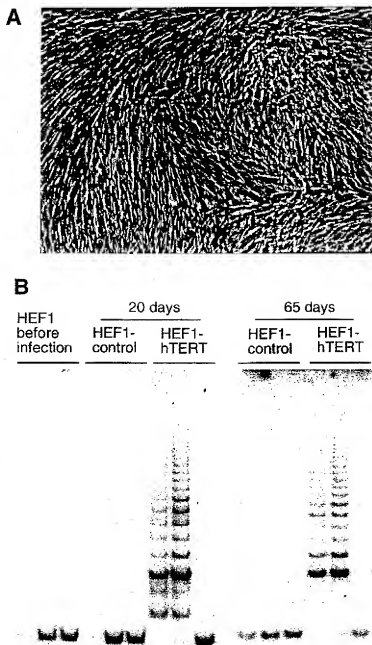 A
B
20 days
65 days
HEF1 before infection
HEF1-control
HEF1-hTERT
HEF1-control
HEF1-hTERT